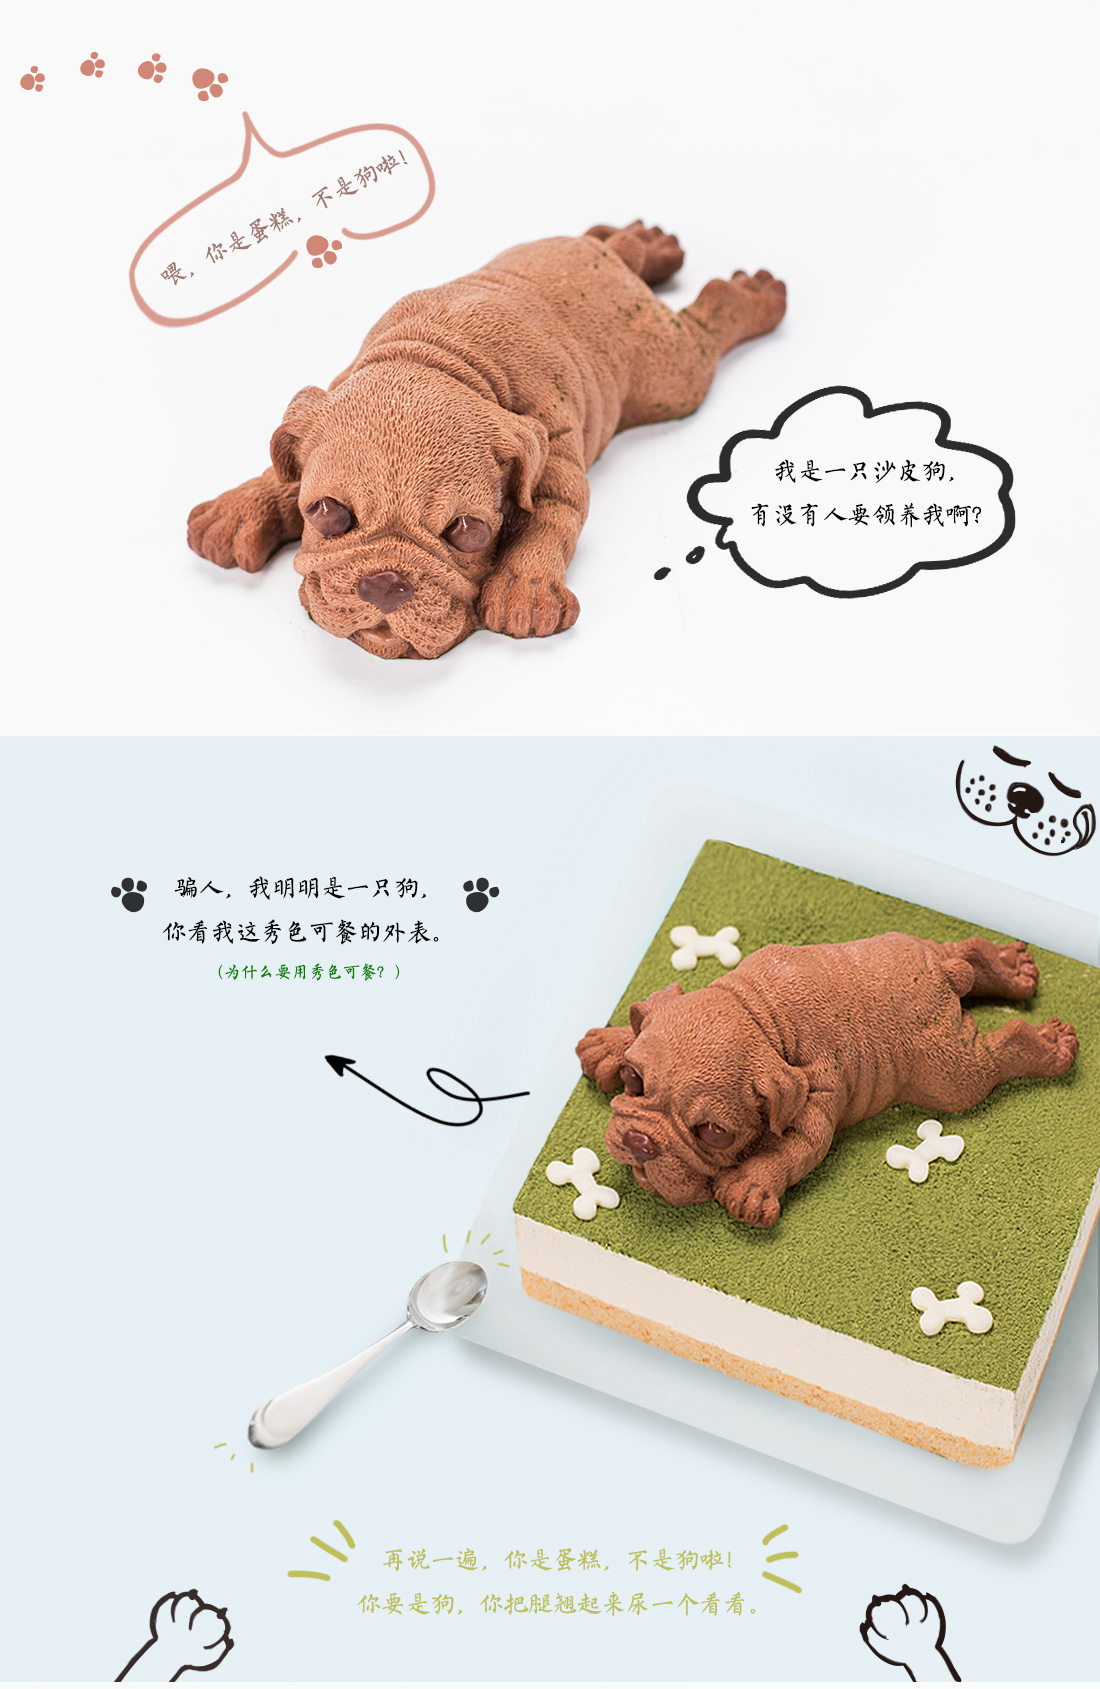 喂，你是蛋糕，不是狗啦！
我是一只沙皮狗，
有没有人要领养我啊？
骗人，我明明是一只狗，
你看我这秀色可餐的外表。
（为什么要用秀色可餐？）
再说一遍，你是蛋糕，不是狗啦！
你要是狗，你把腿翘起来尿一个看看。